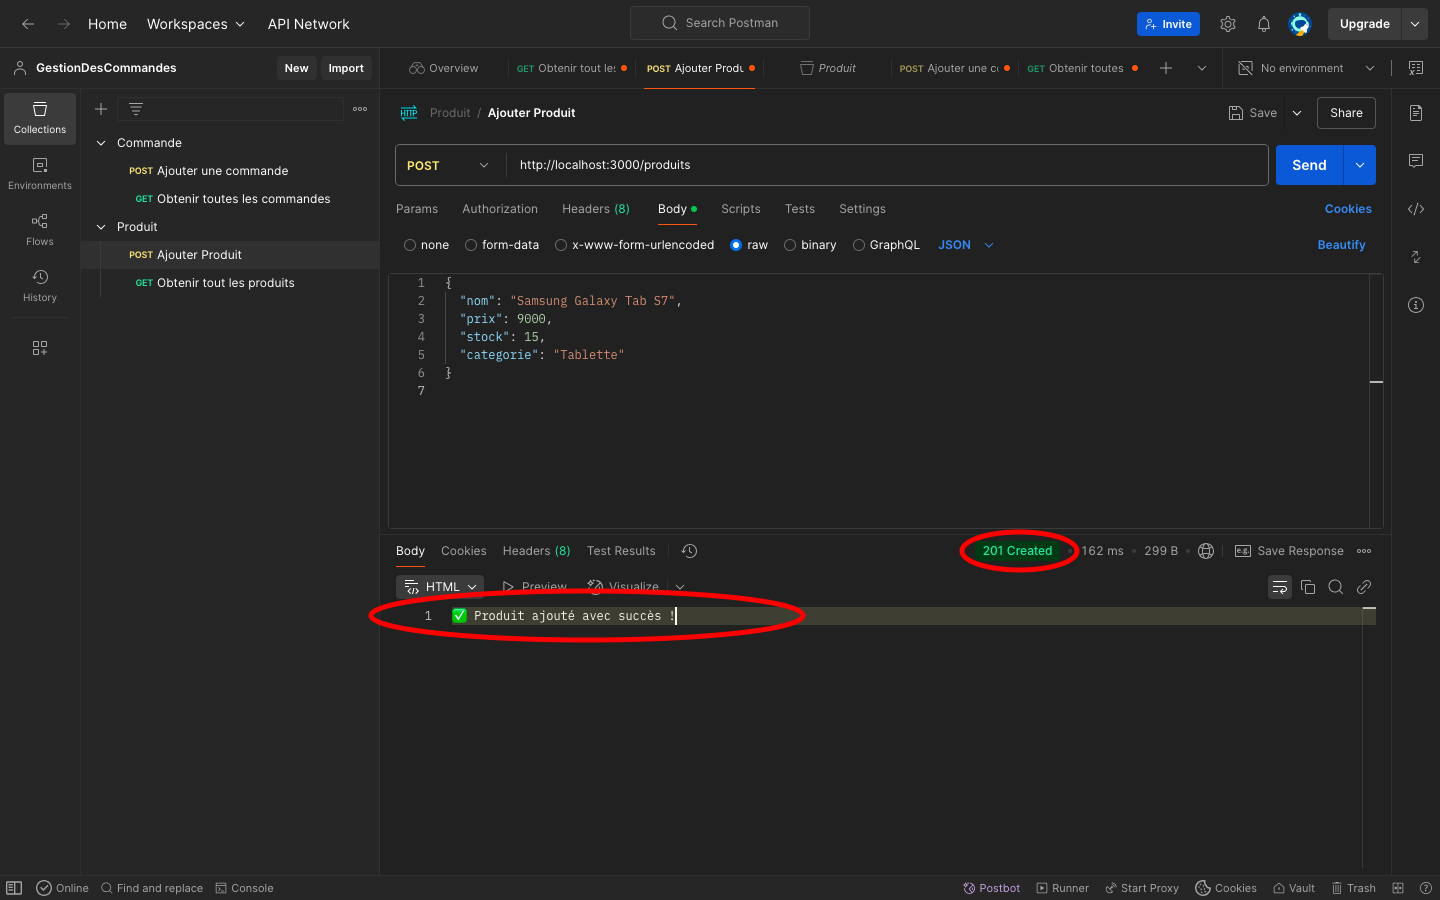 Home Workspaces API Network Search Postman Invite Upgrade
GestionDesCommandes New Import
Overview GET Obtenir tout les POST Ajouter Produ Produit POST Ajouter une c GET Obtenir toutes No environment
Collections
Environments
Flows
History
Commande
POST Ajouter une commande
GET Obtenir toutes les commandes
Produit
POST Ajouter Produit
GET Obtenir tout les produits
HTTP Produit / Ajouter Produit Save Share
POST http://localhost:3000/produits Send
Params Authorization Headers (8) Body Scripts Tests Settings Cookies
none form-data x-www-form-urlencoded raw binary GraphQL JSON Beautify
1 {
2 "nom": "Samsung Galaxy Tab S7",
3 "prix": 9000,
4 "stock": 15,
5 "categorie": "Tablette"
6 }
7
Body Cookies Headers (8) Test Results 201 Created 162 ms 299 B e.g. Save Response
HTML Preview Visualize
1 ✅ Produit ajouté avec succès !
Online Find and replace Console Postbot Runner Start Proxy Cookies Vault Trash